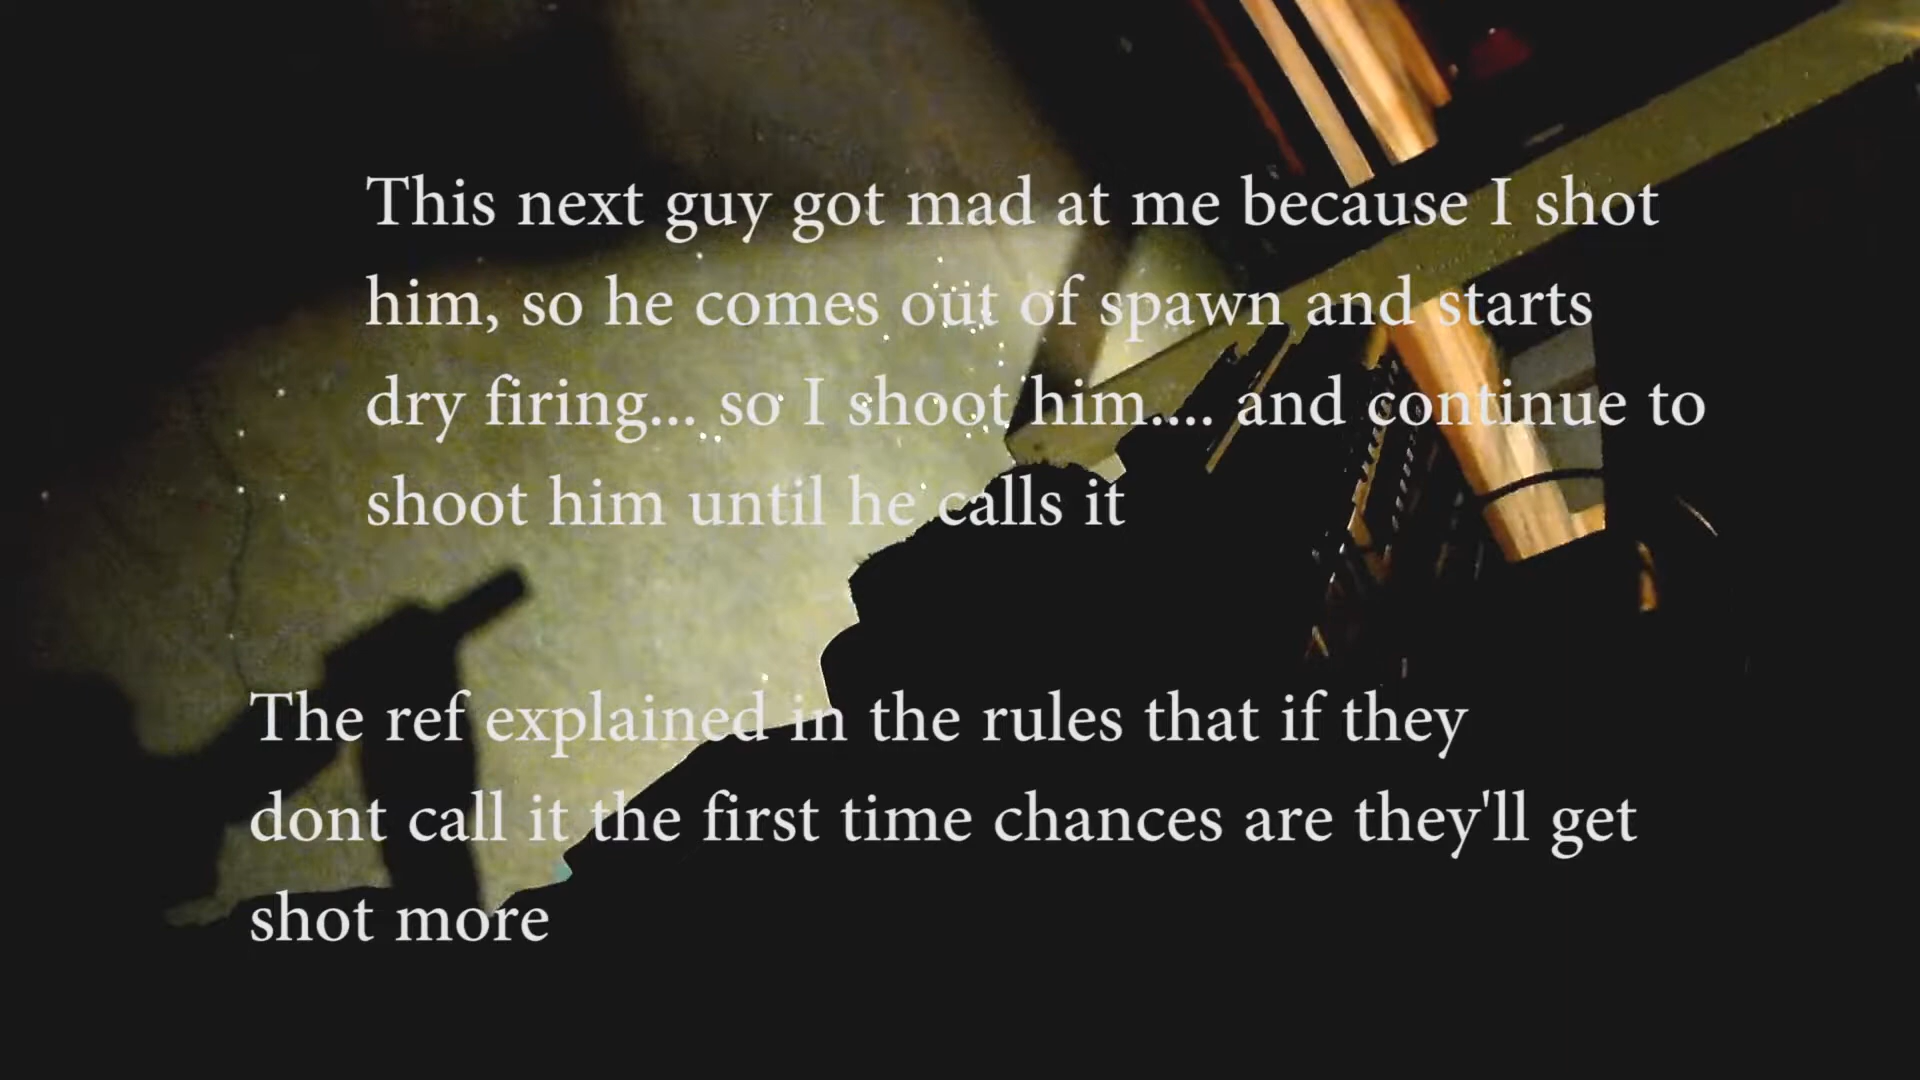 This next guy got mad at me because I shot
him, so he comes out of spawn and starts
dry firing... so I shoot him.... and continue to
shoot him until he calls it
The ref explained in the rules that if they
dont call it the first time chances are they'll get
shot more